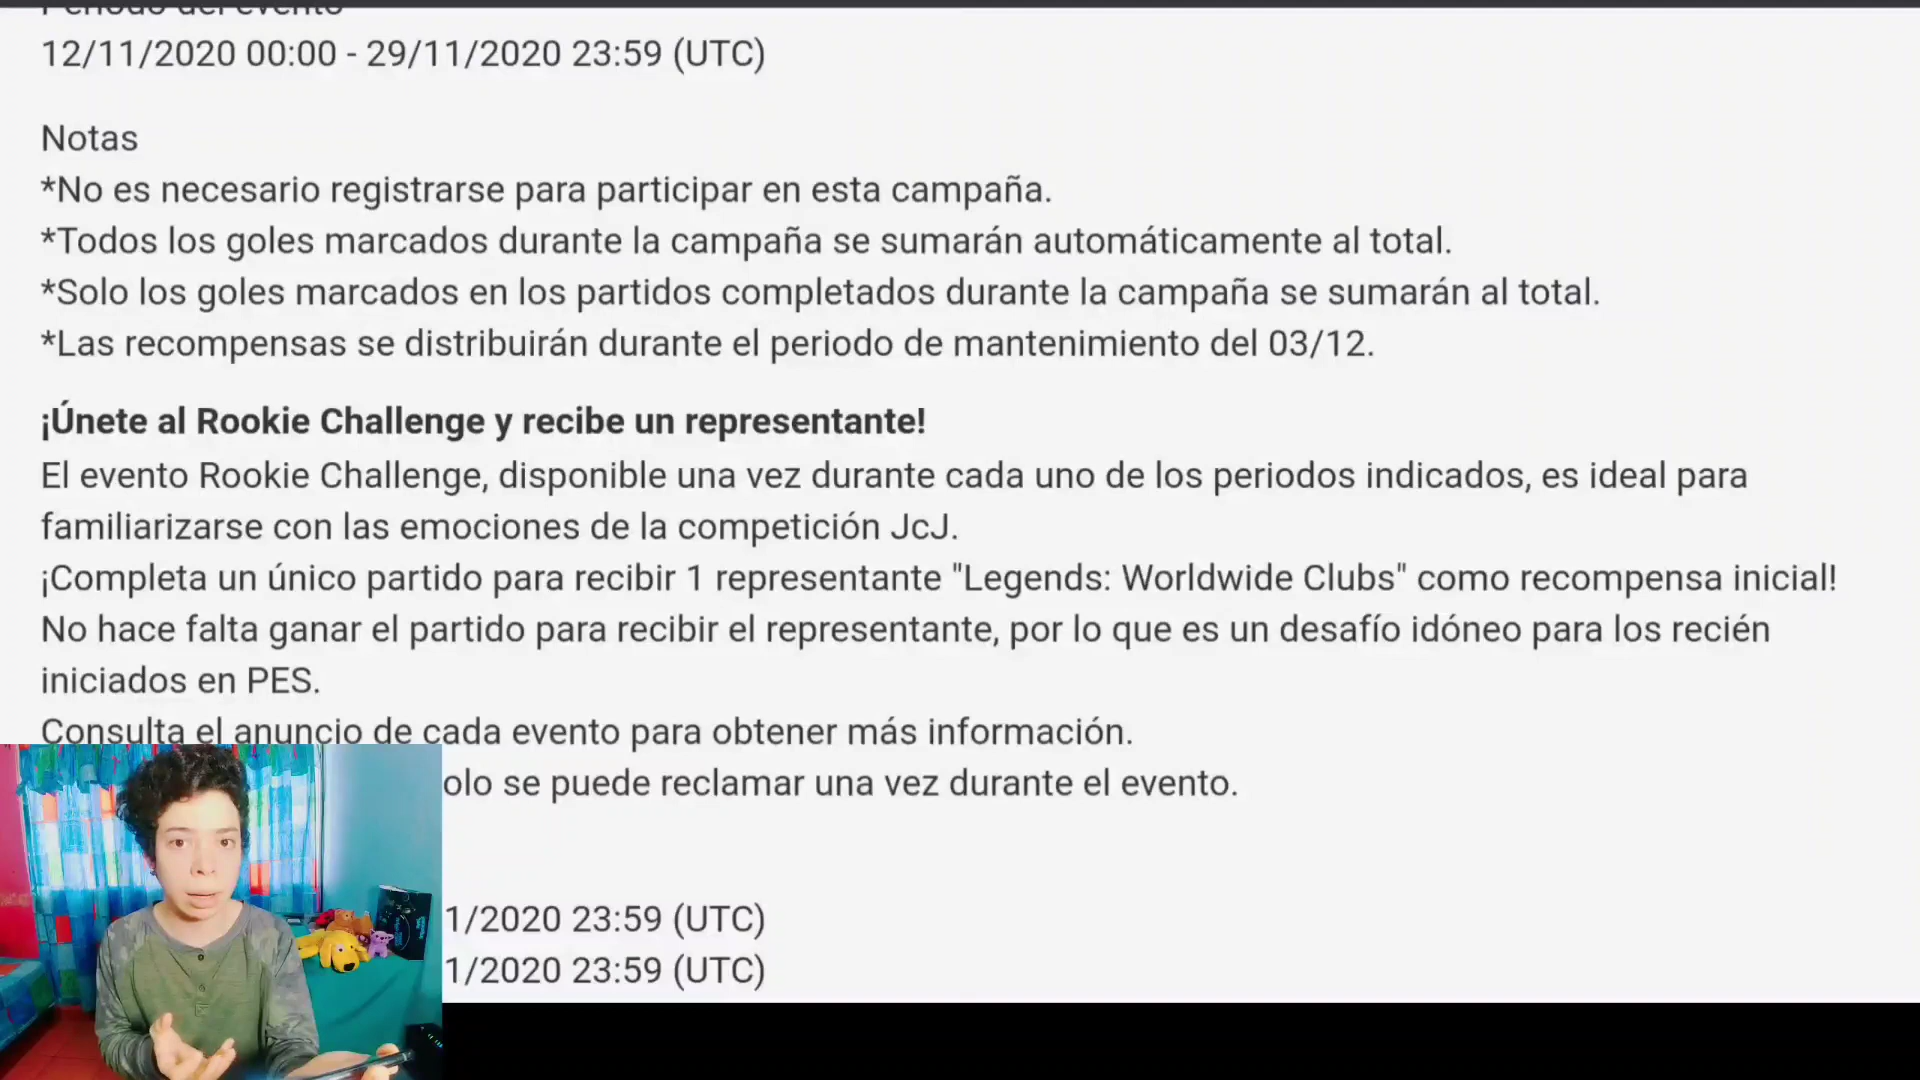 Periodo del evento
12/11/2020 00:00 - 29/11/2020 23:59 (UTC)
Notas
*No es necesario registrarse para participar en esta campaña.
*Todos los goles marcados durante la campaña se sumarán automáticamente al total.
*Solo los goles marcados en los partidos completados durante la campaña se sumarán al total.
*Las recompensas se distribuirán durante el periodo de mantenimiento del 03/12.
¡Únete al Rookie Challenge y recibe un representante!
El evento Rookie Challenge, disponible una vez durante cada uno de los periodos indicados, es ideal para
familiarizarse con las emociones de la competición JcJ.
¡Completa un único partido para recibir 1 representante "Legends: Worldwide Clubs" como recompensa inicial!
No hace falta ganar el partido para recibir el representante, por lo que es un desafío idóneo para los recién
iniciados en PES.
Consulta el anuncio de cada evento para obtener más información.
olo se puede reclamar una vez durante el evento.
1/2020 23:59 (UTC)
1/2020 23:59 (UTC)